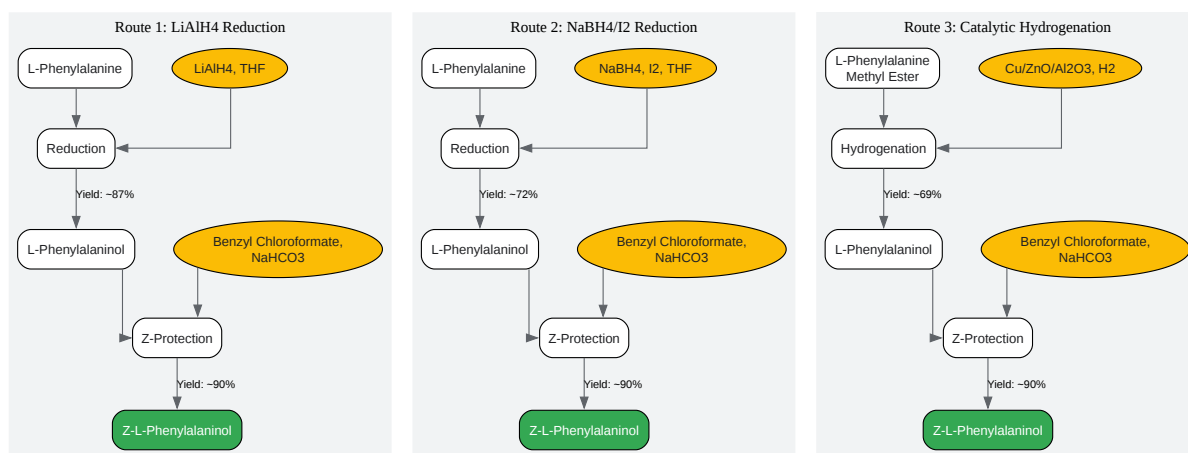 Route 1: LiAlH4 Reduction
L-Phenylalanine
LiAlH4, THF
Reduction
Yield: ~87%
L-Phenylalaninol
Benzyl Chloroformate,
NaHCO3
Z-Protection
Yield: ~90%
Z-L-Phenylalaninol
Route 2: NaBH4/I2 Reduction
L-Phenylalanine
NaBH4, I2, THF
Reduction
Yield: ~72%
L-Phenylalaninol
Benzyl Chloroformate,
NaHCO3
Z-Protection
Yield: ~90%
Z-L-Phenylalaninol
Route 3: Catalytic Hydrogenation
L-Phenylalanine
Methyl Ester
Cu/ZnO/Al2O3, H2
Hydrogenation
Yield: ~69%
L-Phenylalaninol
Benzyl Chloroformate,
NaHCO3
Z-Protection
Yield: ~90%
Z-L-Phenylalaninol